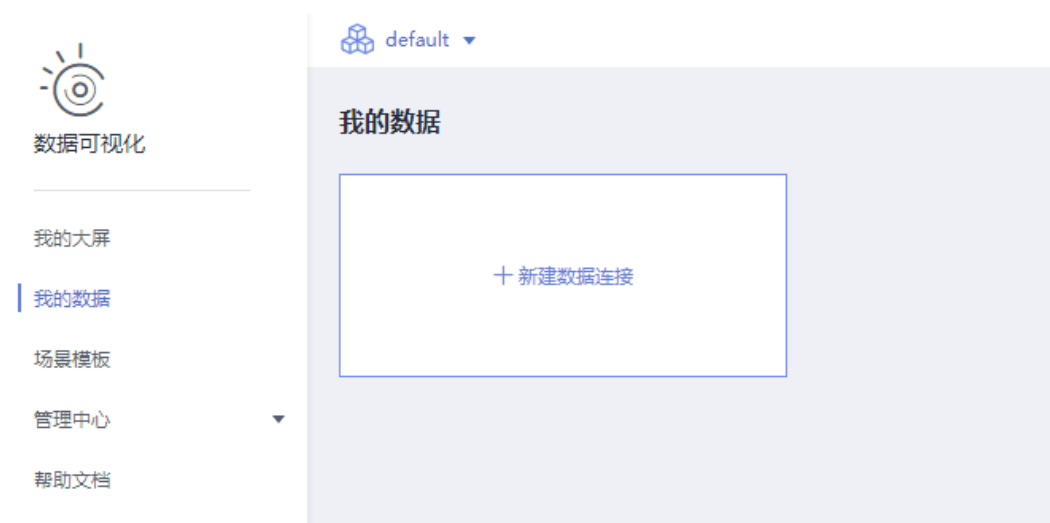 数据可视化
我的大屏
我的数据
场景模板
管理中心
帮助文档
default
我的数据
新建数据连接